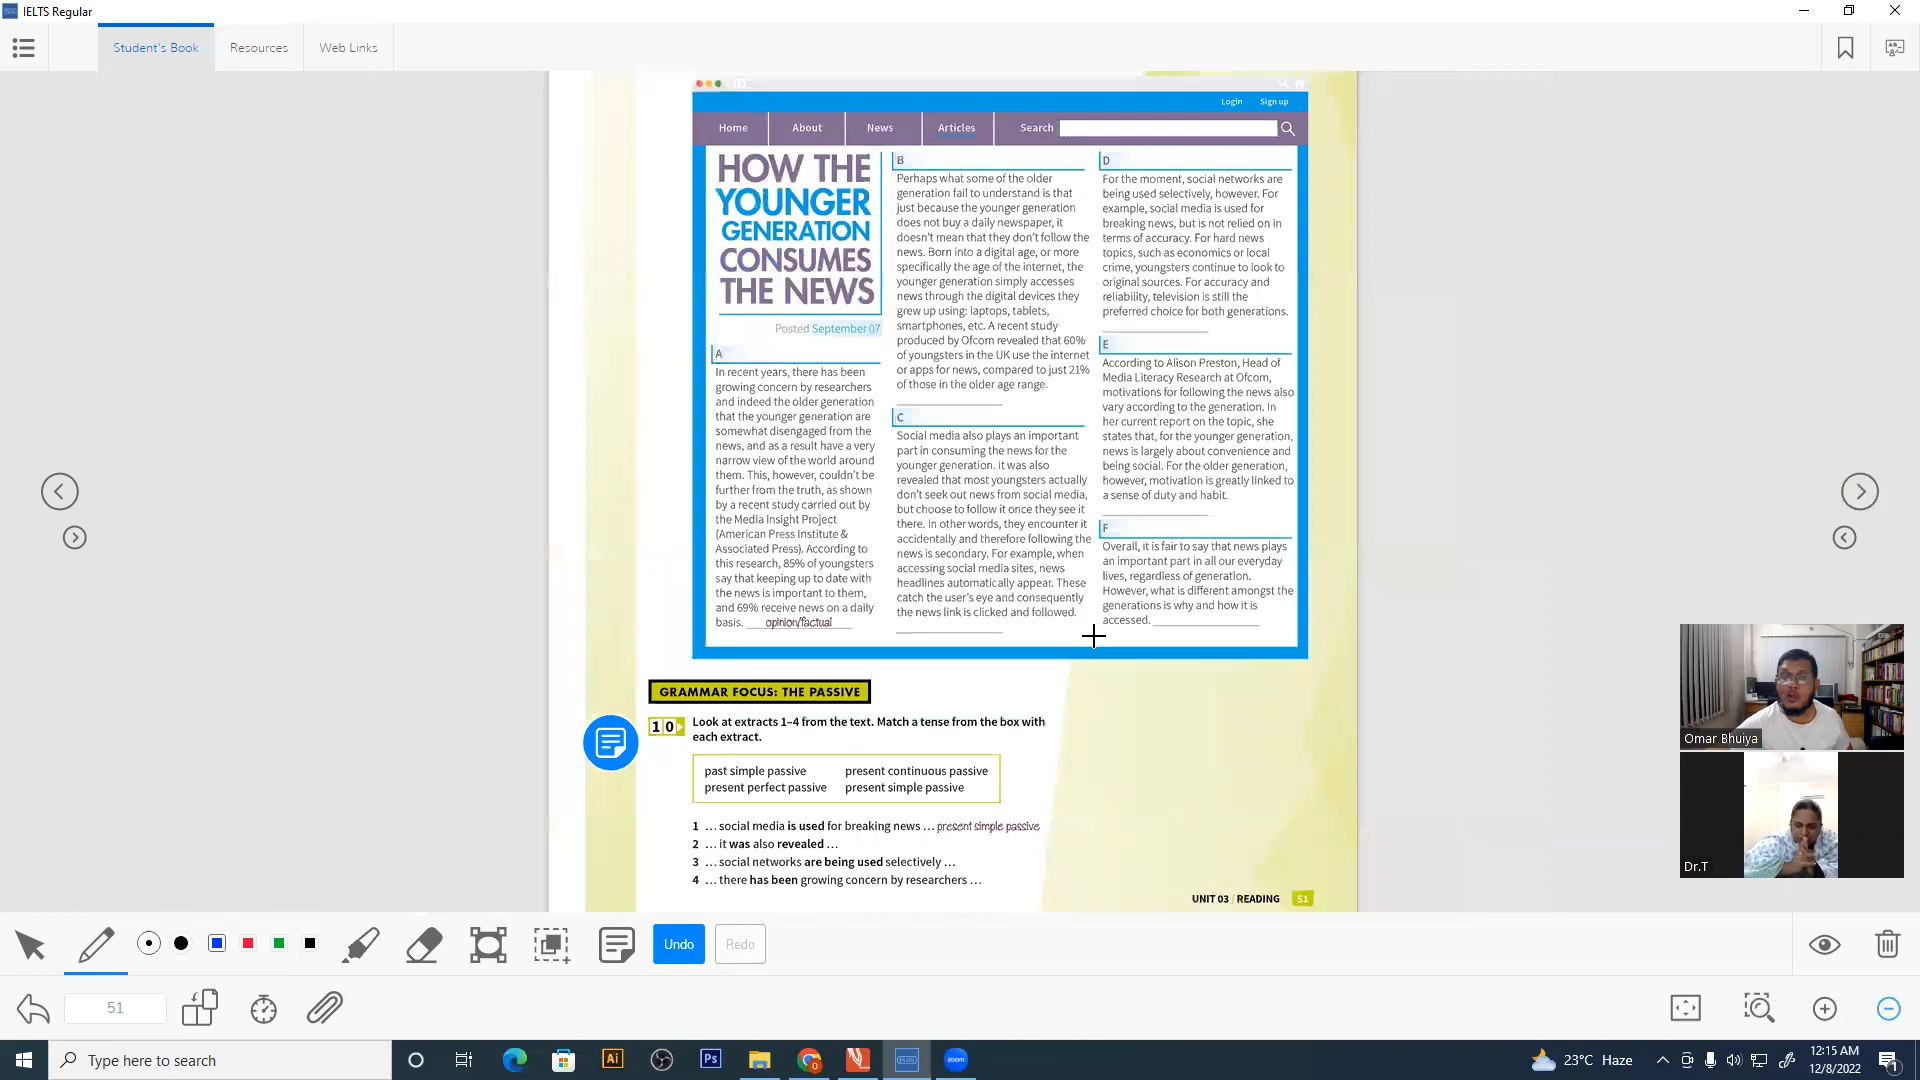 IELTS Regular
Student's Book
Resources
Web Links
Login
Sign up
Home
About
News
Articles
Search
HOW THE
YOUNGER
GENERATION
CONSUMES
THE NEWS
Posted September 07
A
In recent years, there has been
growing concern by researchers
and indeed the older generation
that the younger generation are
somewhat disengaged from the
news, and as a result have a very
narrow view of the world around
them. This, however, couldn't be
further from the truth, as shown
by a recent study carried out by
the Media Insight Project
(American Press Institute &
Associated Press). According to
this research, 85% of youngsters
say that keeping up to date with
the news is important to them,
and 69% receive news on a daily
basis. opinion/factual
B
Perhaps what some of the older
generation fail to understand is that
just because the younger generation
does not buy a daily newspaper, it
doesn't mean that they don't follow the
news. Born into a digital age, or more
specifically the age of the internet, the
younger generation simply accesses
news through the digital devices they
grew up using: laptops, tablets,
smartphones, etc. A recent study
produced by Ofcom revealed that 60%
of youngsters in the UK use the internet
or apps for news, compared to just 21%
of those in the older age range.
C
Social media also plays an important
part in consuming the news for the
younger generation. It was also
revealed that most youngsters actually
don't seek out news from social media,
but choose to follow it once they see it
there. In other words, they encounter it
accidentally and therefore following the
news is secondary. For example, when
accessing social media sites, news
headlines automatically appear. These
catch the user's eye and consequently
the news link is clicked and followed.
D
For the moment, social networks are
being used selectively, however. For
example, social media is used for
breaking news, but is not relied on in
terms of accuracy. For hard news
topics, such as economics or local
crime, youngsters continue to look to
original sources. For accuracy and
reliability, television is still the
preferred choice for both generations.
E
According to Alison Preston, Head of
Media Literacy Research at Ofcom,
motivations for following the news also
vary according to the generation. In
her current report on the topic, she
states that, for the younger generation,
news is largely about convenience and
being social. For the older generation,
however, motivation is greatly linked to
a sense of duty and habit.
F
Overall, it is fair to say that news plays
an important part in all our everyday
lives, regardless of generation.
However, what is different amongst the
generations is why and how it is
accessed.
GRAMMAR FOCUS: THE PASSIVE
10 Look at extracts 1–4 from the text. Match a tense from the box with
each extract.
past simple passive present continuous passive
present perfect passive present simple passive
1 … social media is used for breaking news … present simple passive
2 … it was also revealed …
3 … social networks are being used selectively …
4 … there has been growing concern by researchers …
UNIT 03 / READING 51
Omar Bhuiya
Dr.T
Undo
Redo
51
Type here to search
Ai
Ps
PLUS
zoom
23°C Haze
12:15 AM
12/8/2022
1